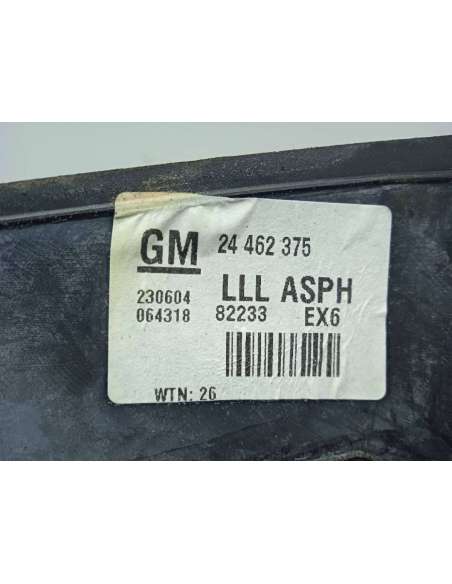 GM 24 462 375
230604 LLL ASPH
064318 82233 EX6
WTN: 26